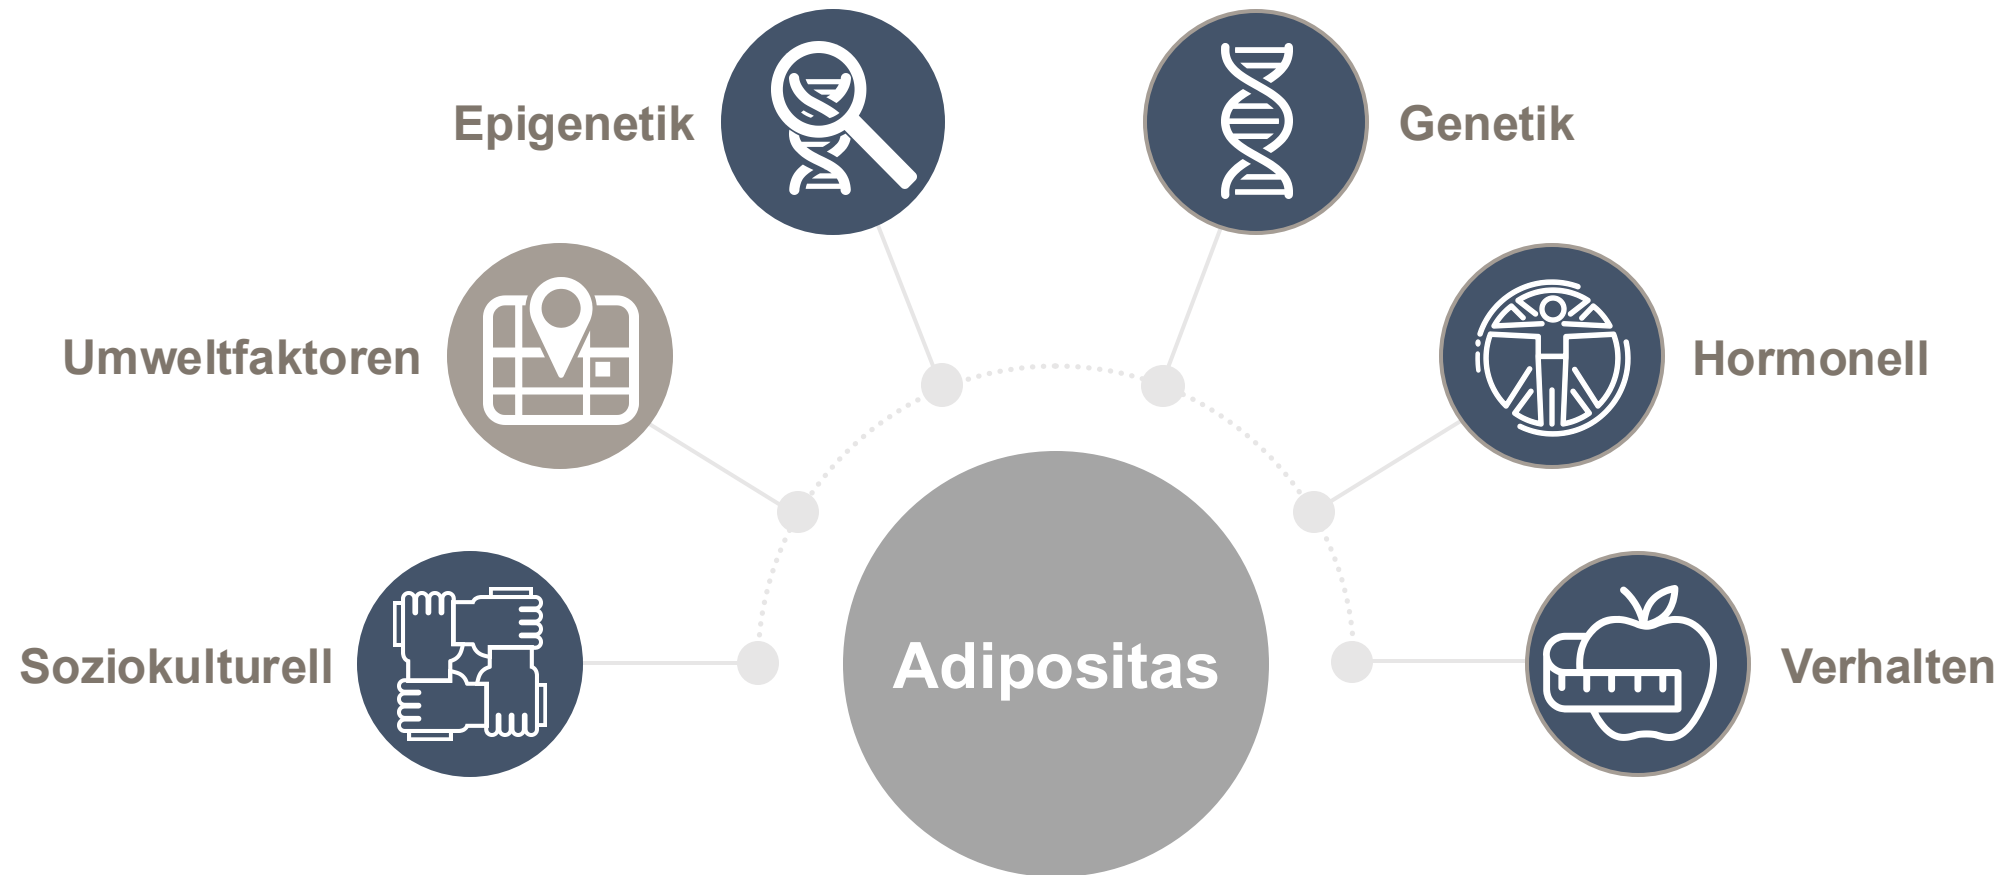 Epigenetik
Genetik
Umweltfaktoren
Hormonell
Soziokulturell
Adipositas
Verhalten